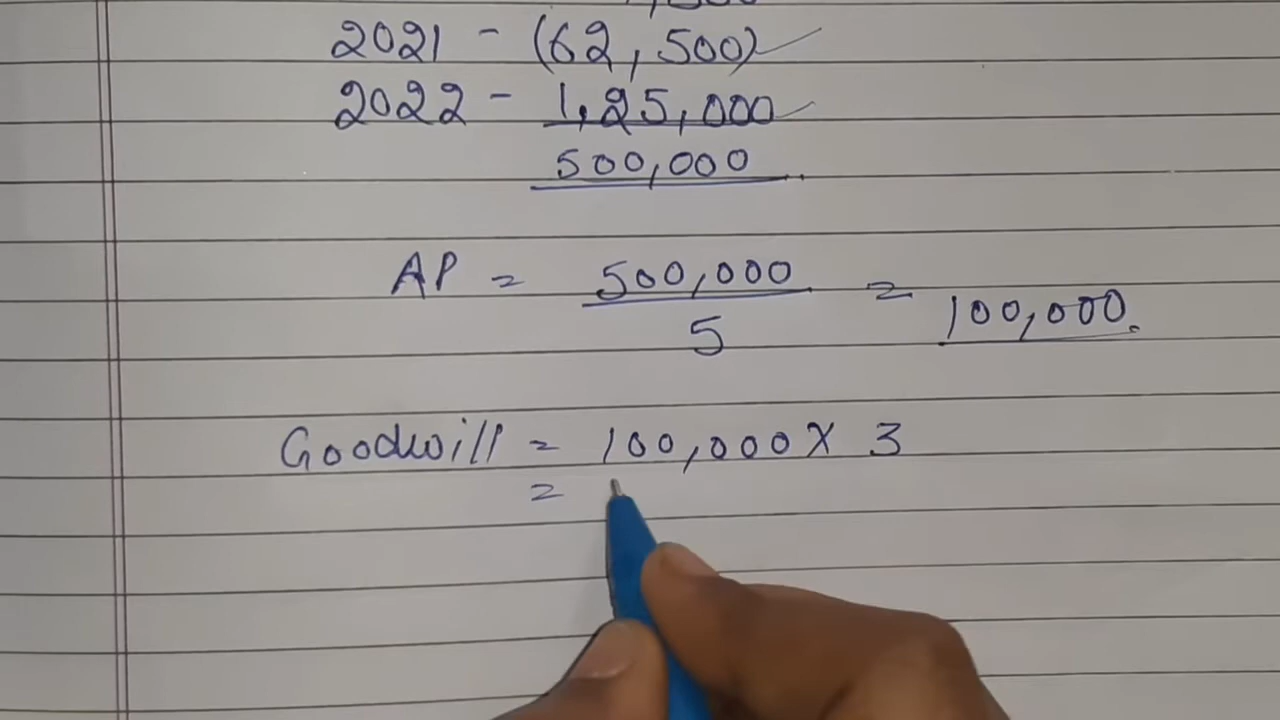 2021 - (62,500)
2022 - 1,25,000
500,000
AP = 500,000 = 100,000.
5
Goodwill = 100,000 X 3
=